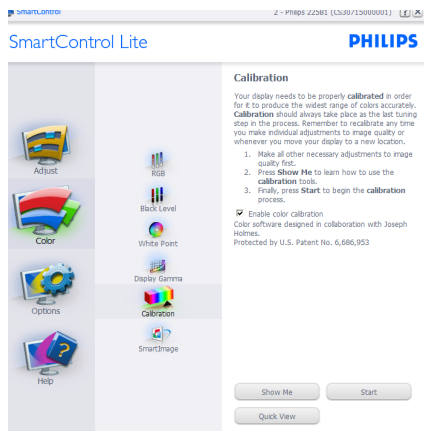 SmartControl
2 - Philips 225B1 (CS30715000001)
SmartControl Lite
PHILIPS
Adjust
Color
Options
Help
RGB
Black Level
White Point
Display Gamma
Calibration
SmartImage
Calibration
Your display needs to be properly calibrated in order
for it to produce the widest range of colors accurately.
Calibration should always take place as the last tuning
step in the process. Remember to recalibrate any time
you make individual adjustments to image quality or
whenever you move your display to a new location.
1. Make all other necessary adjustments to image
quality first.
2. Press Show Me to learn how to use the
calibration tools.
3. Finally, press Start to begin the calibration
process.
Enable color calibration
Color software designed in collaboration with Joseph
Holmes.
Protected by U.S. Patent No. 6,686,953
Show Me
Start
Quick View